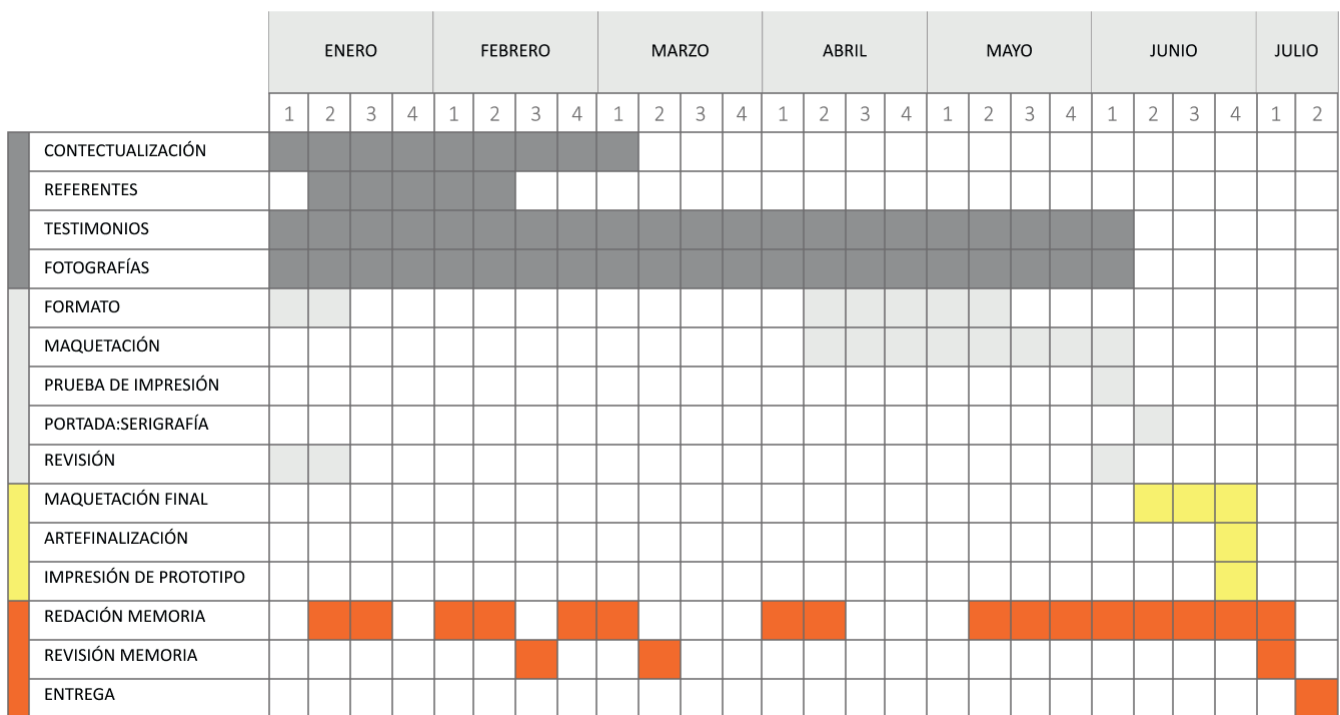 ENERO FEBRERO MARZO ABRIL MAYO JUNIO JULIO
1 2 3 4 1 2 3 4 1 2 3 4 1 2 3 4 1 2 3 4 1 2 3 4 1 2
CONTECTUALIZACIÓN
REFERENTES
TESTIMONIOS
FOTOGRAFÍAS
FORMATO
MAQUETACIÓN
PRUEBA DE IMPRESIÓN
PORTADA:SERIGRAFÍA
REVISIÓN
MAQUETACIÓN FINAL
ARTEFINALIZACIÓN
IMPRESIÓN DE PROTOTIPO
REDACIÓN MEMORIA
REVISIÓN MEMORIA
ENTREGA